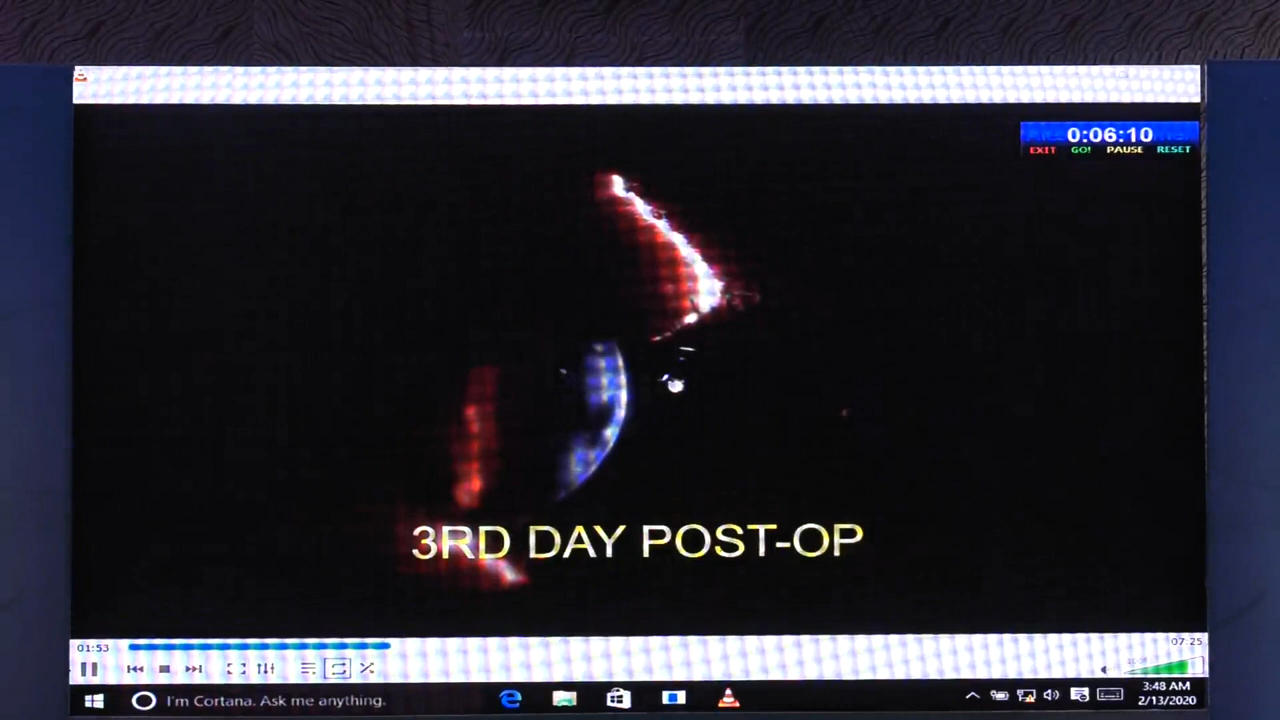 0:06:10
EXIT GO! PAUSE RESET
3RD DAY POST-OP
01:53
07:25
I'm Cortana. Ask me anything.
3:48 AM
2/13/2020